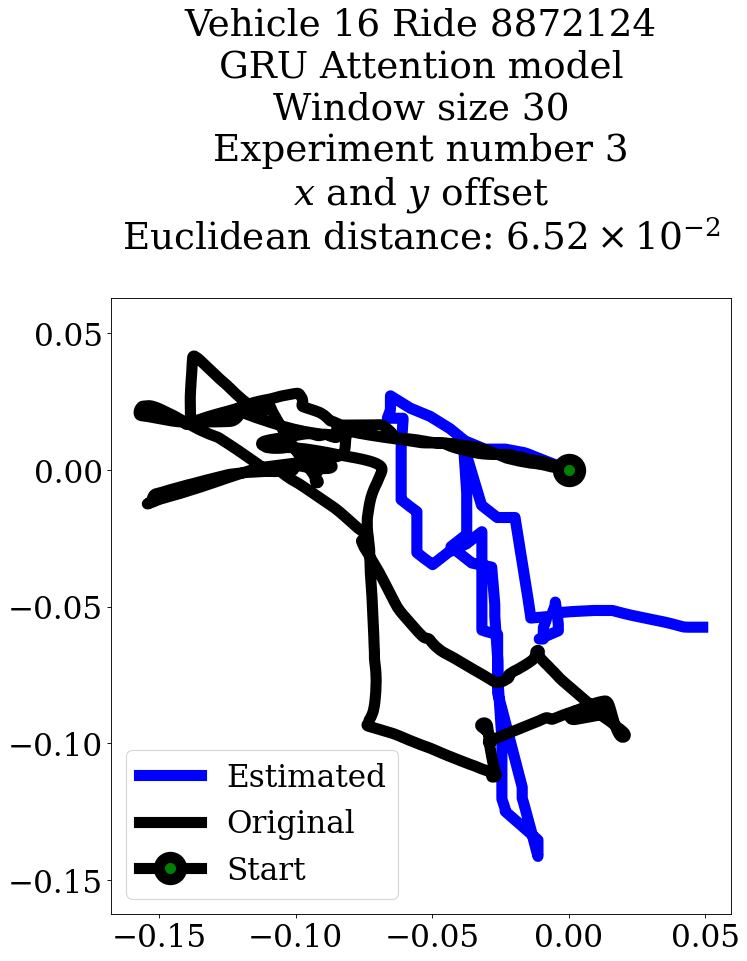 Vehicle 16 Ride 8872124
GRU Attention model
Window size 30
Experiment number 3
x and y offset
Euclidean distance: 6.52 × 10⁻²
0.05
0.00
−0.05
−0.10
−0.15
Estimated
Original
Start
−0.15 −0.10 −0.05 0.00 0.05